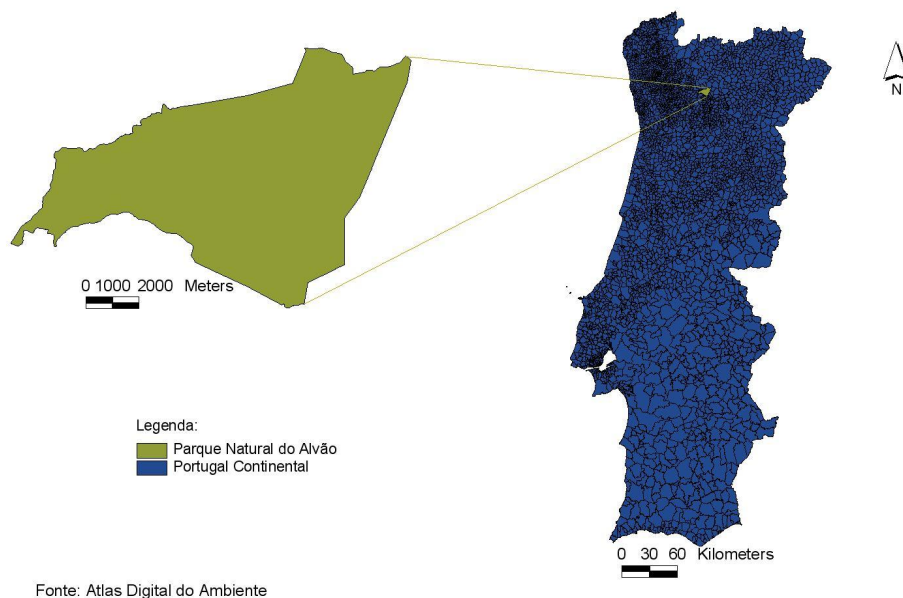 N
0 1000 2000 Meters
Legenda:
Parque Natural do Alvão
Portugal Continental
0 30 60 Kilometers
Fonte: Atlas Digital do Ambiente